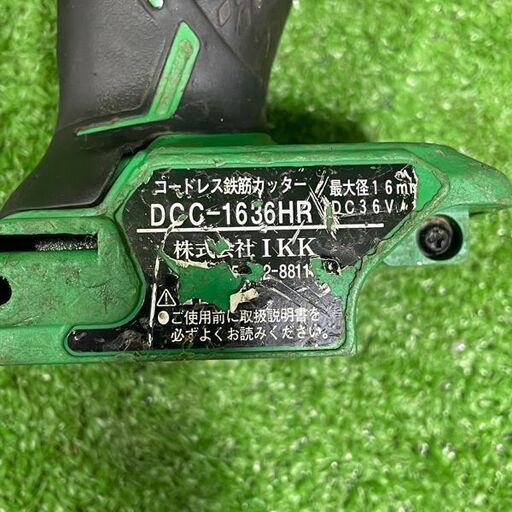 コードレス鉄筋カッター
DCC-1636HR
最大径16mm
DC36V
株式会社IKK
2-8811
ご使用前に取扱説明書を
必ずよくお読みください。